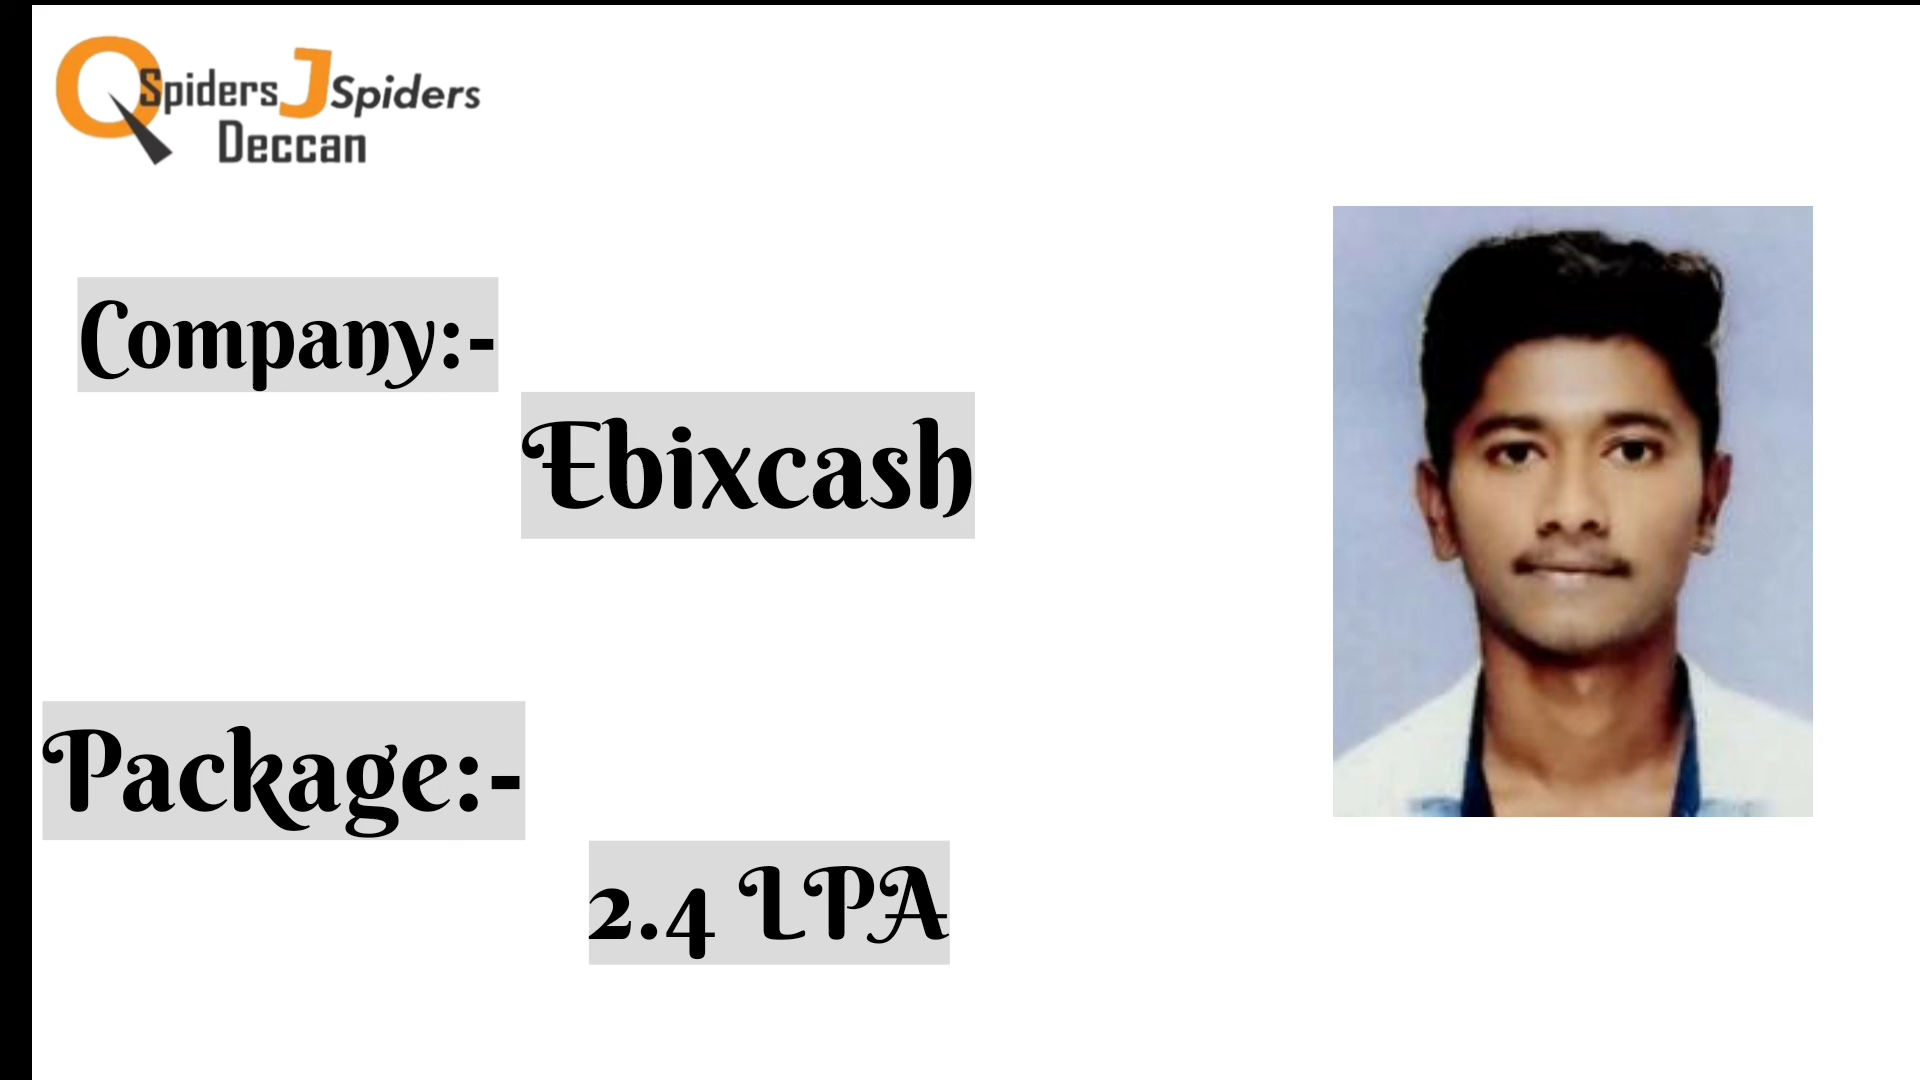 QSpiders JSpiders
Deccan
Company:-
Ebixcash
Package:-
2.4 LPA